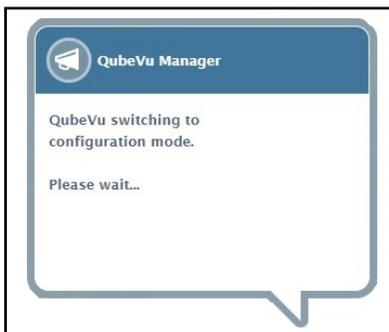 QubeVu Manager
QubeVu switching to
configuration mode.
Please wait...